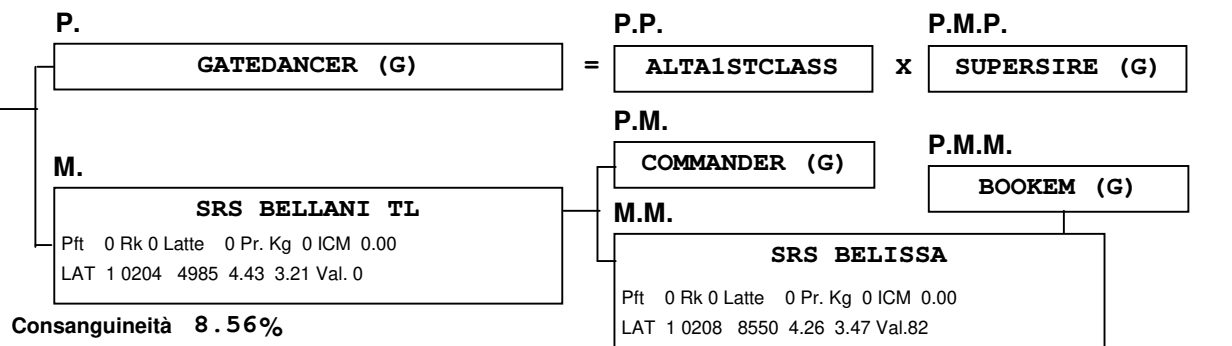 P.
P.P.
P.M.P.
GATEDANCER (G)
=
ALTA1STCLASS
X
SUPERSIRE (G)
P.M.
COMMANDER (G)
P.M.M.
BOOKEM (G)
M.
SRS BELLANI TL
Pft 0 Rk 0 Latte 0 Pr. Kg 0 ICM 0.00
LAT 1 0204 4985 4.43 3.21 Val. 0
M.M.
SRS BELISSA
Pft 0 Rk 0 Latte 0 Pr. Kg 0 ICM 0.00
LAT 1 0208 8550 4.26 3.47 Val.82
Consanguineità 8.56%